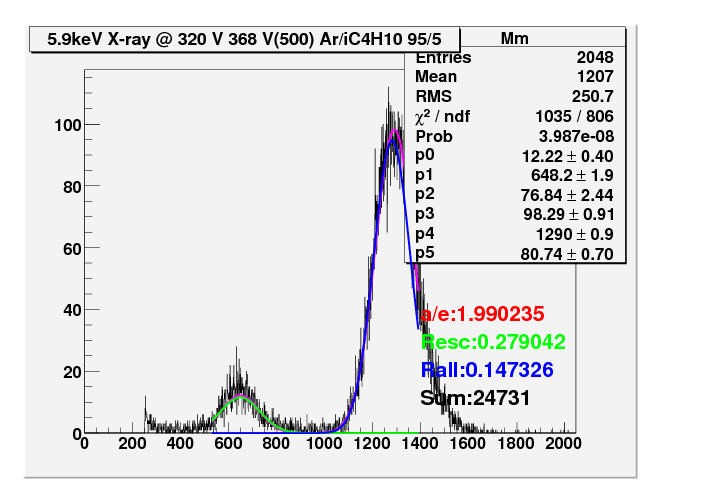 5.9keV X-ray @ 320 V 368 V(500) Ar/iC4H10 95/5
Mm
Entries 2048
Mean 1207
RMS 250.7
χ² / ndf 1035 / 806
Prob 3.987e-08
p0 12.22 ± 0.40
p1 648.2 ± 1.9
p2 76.84 ± 2.44
p3 98.29 ± 0.91
p4 1290 ± 0.9
p5 80.74 ± 0.70
100
80
60
40
20
0
a/e:1.990235
Resc:0.279042
Rall:0.147326
Sum:24731
0 200 400 600 800 1000 1200 1400 1600 1800 2000